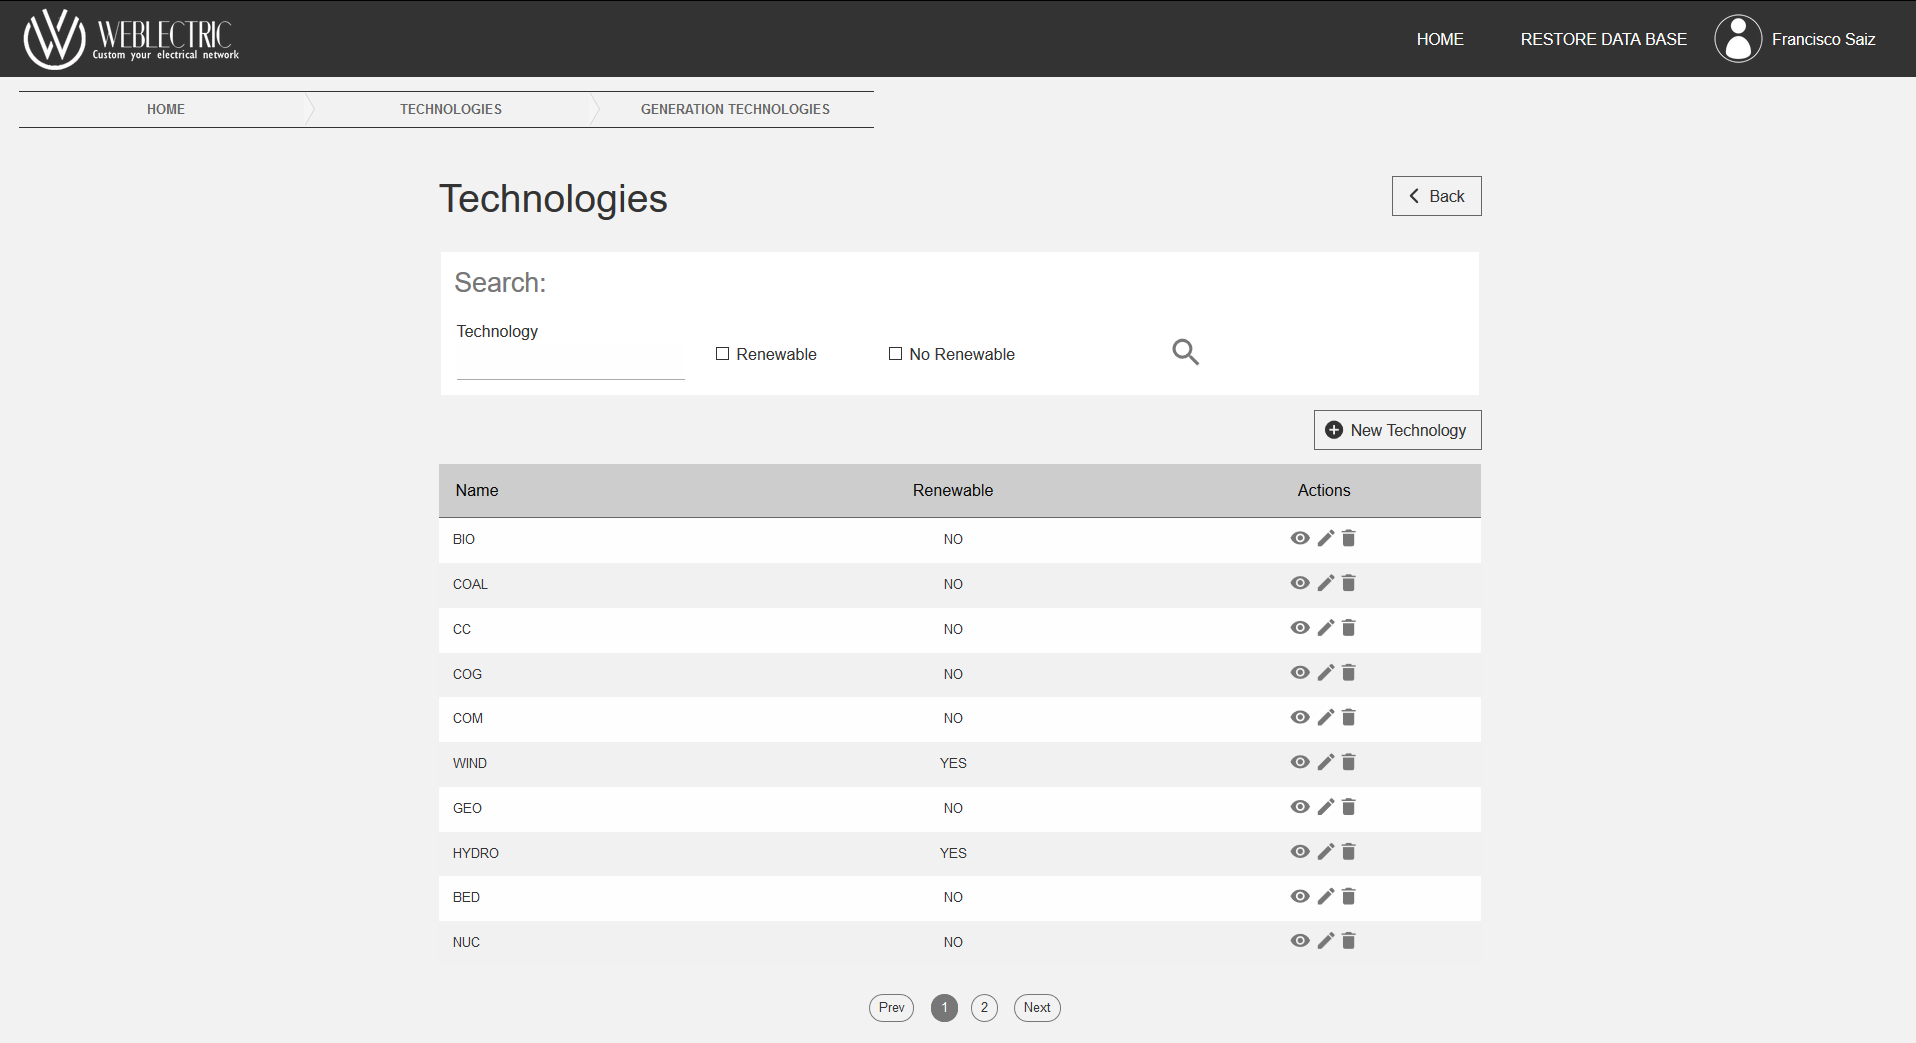 WEBLECTRIC
Custom your electrical network
HOME RESTORE DATA BASE Francisco Saiz
HOME TECHNOLOGIES GENERATION TECHNOLOGIES
Technologies
Back
Search:
Technology
Renewable No Renewable
New Technology
Name Renewable Actions
BIO NO
COAL NO
CC NO
COG NO
COM NO
WIND YES
GEO NO
HYDRO YES
BED NO
NUC NO
Prev 1 2 Next